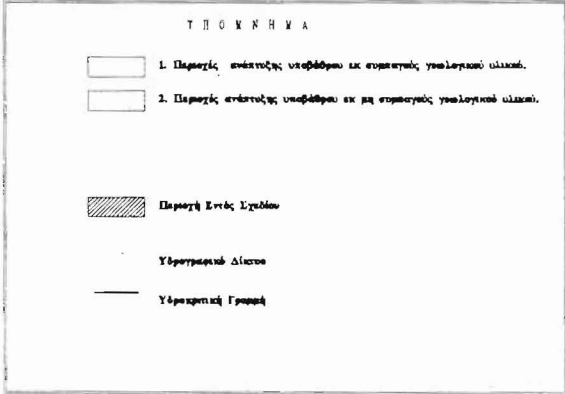 ΥΠΟΜΝΗΜΑ
1. Περιοχές ανάπτυξης υποβάθρου εκ συμπαγούς γεωλογικού υλικού.
2. Περιοχές ανάπτυξης υποβάθρου εκ μη συμπαγούς γεωλογικού υλικού.
Περιοχή Εντός Σχεδίου
Υδρογραφικό Δίκτυο
Υδροκριτική Γραμμή